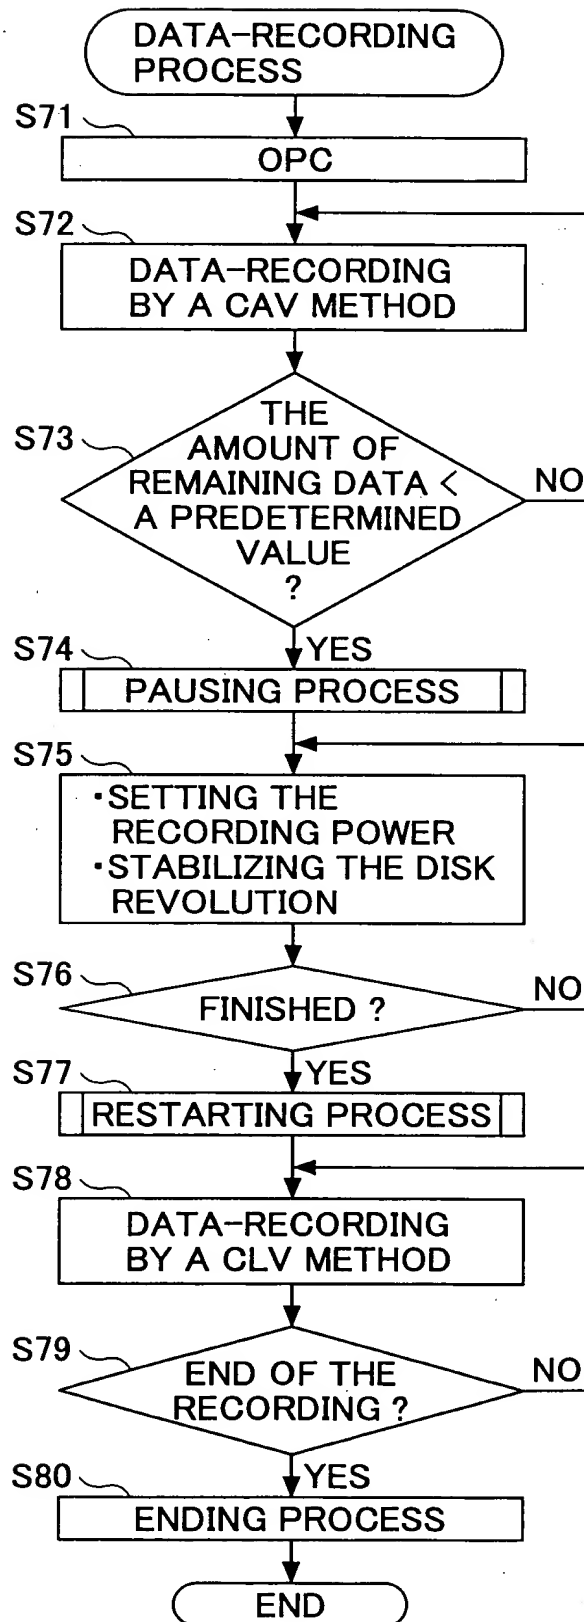 DATA-RECORDING
PROCESS
S71
OPC
S72
DATA-RECORDING
BY A CAV METHOD
S73
THE
AMOUNT OF
REMAINING DATA <
A PREDETERMINED
VALUE
?
NO
YES
S74
PAUSING PROCESS
S75
・SETTING THE
RECORDING POWER
・STABILIZING THE DISK
REVOLUTION
S76
FINISHED ?
NO
YES
S77
RESTARTING PROCESS
S78
DATA-RECORDING
BY A CLV METHOD
S79
END OF THE
RECORDING ?
NO
YES
S80
ENDING PROCESS
END